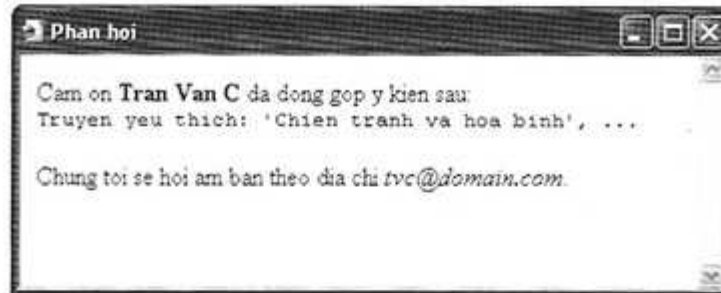 Phan hoi
Cam on Tran Van C da dong gop y kien sau:
Truyen yeu thich: 'Chien tranh va hoa binh', ...
Chung toi se hoi am ban theo dia chi tvc@domain.com.